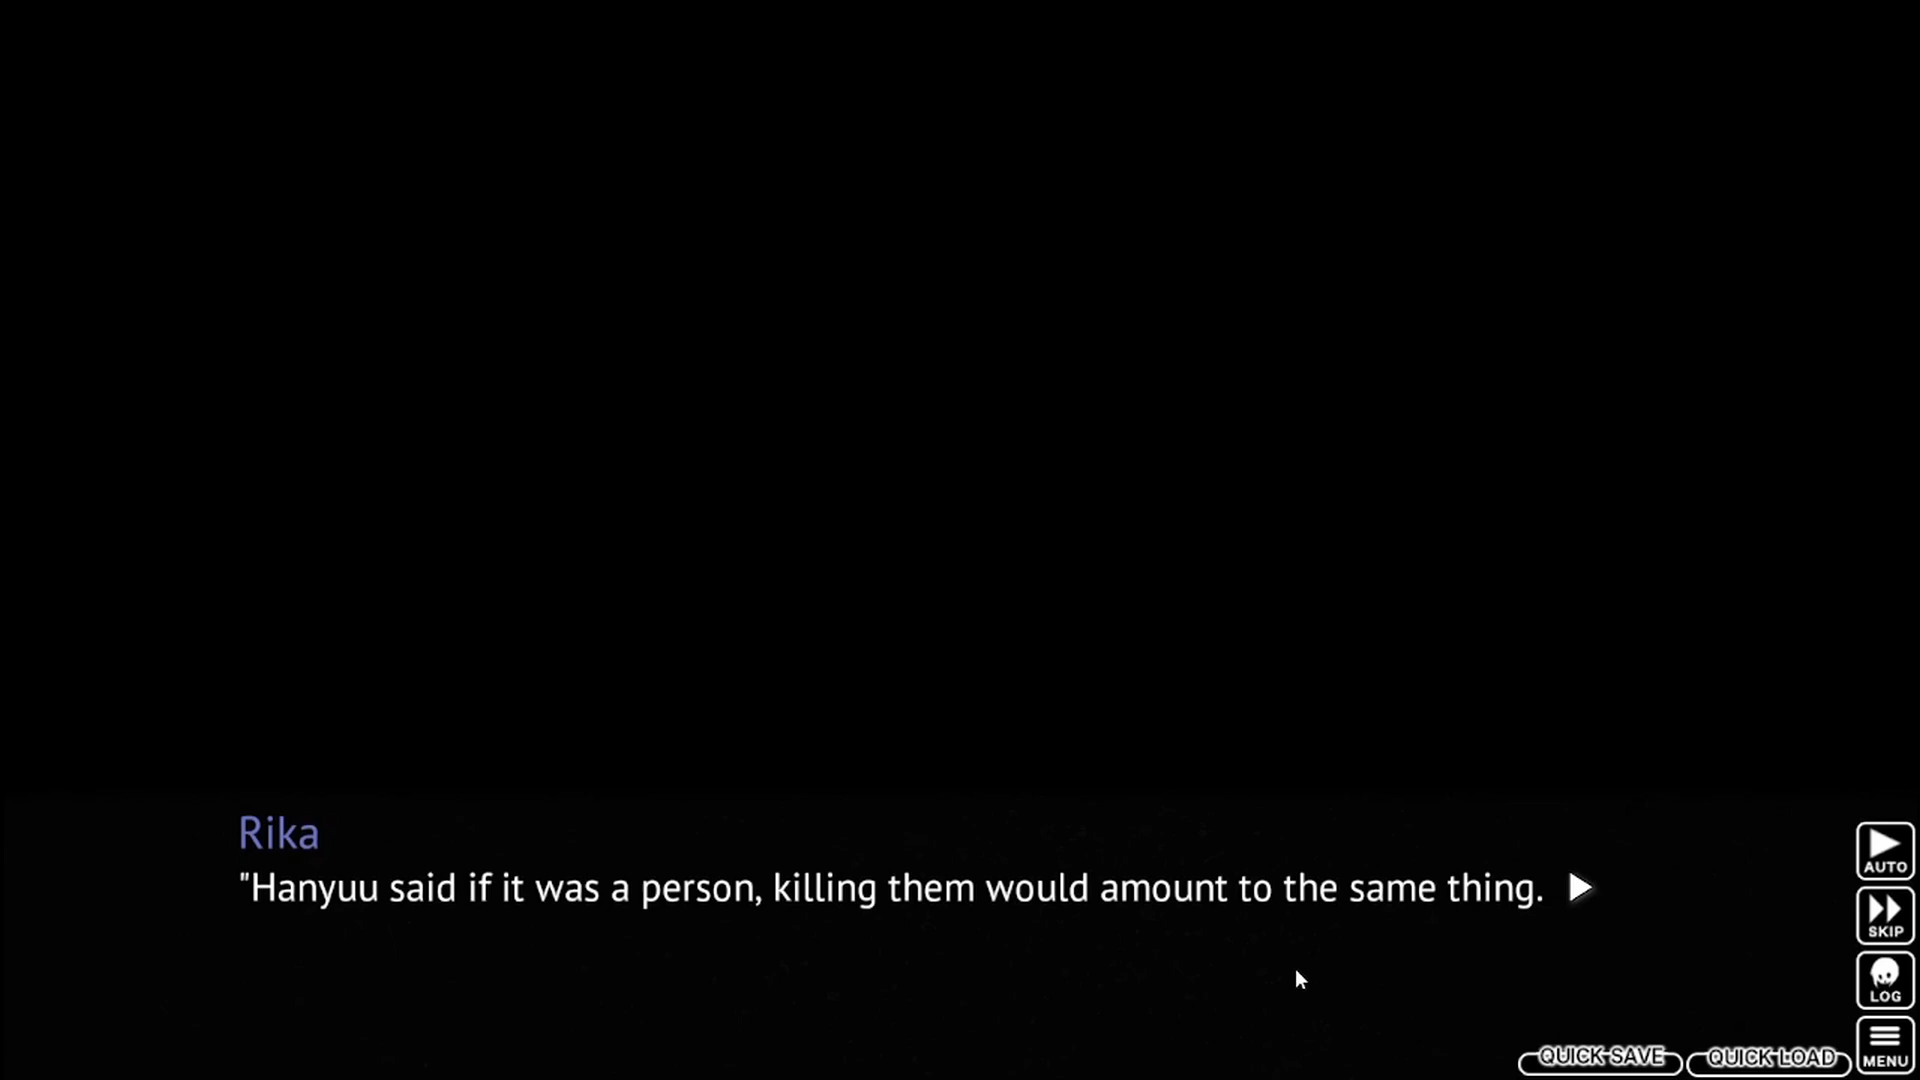 Rika
"Hanyuu said if it was a person, killing them would amount to the same thing.
AUTO
SKIP
LOG
MENU
QUICK SAVE QUICK LOAD